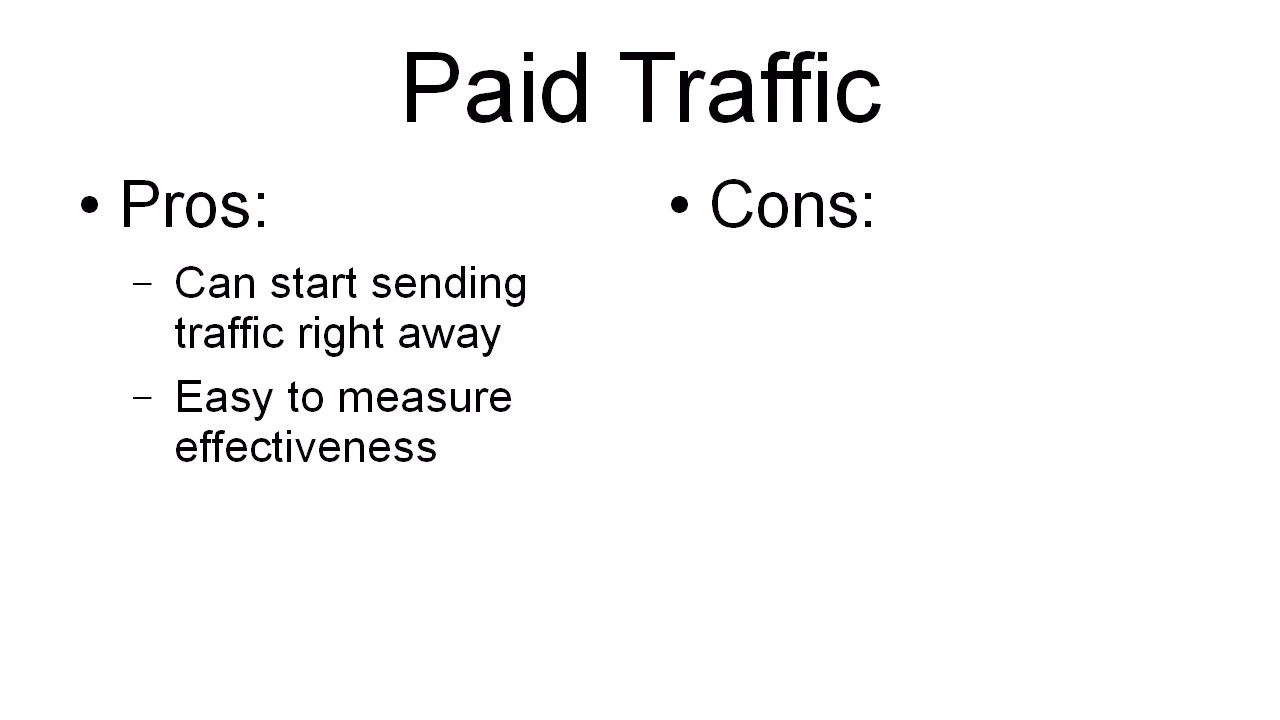 Paid Traffic
• Pros:
– Can start sending
traffic right away
– Easy to measure
effectiveness
• Cons: